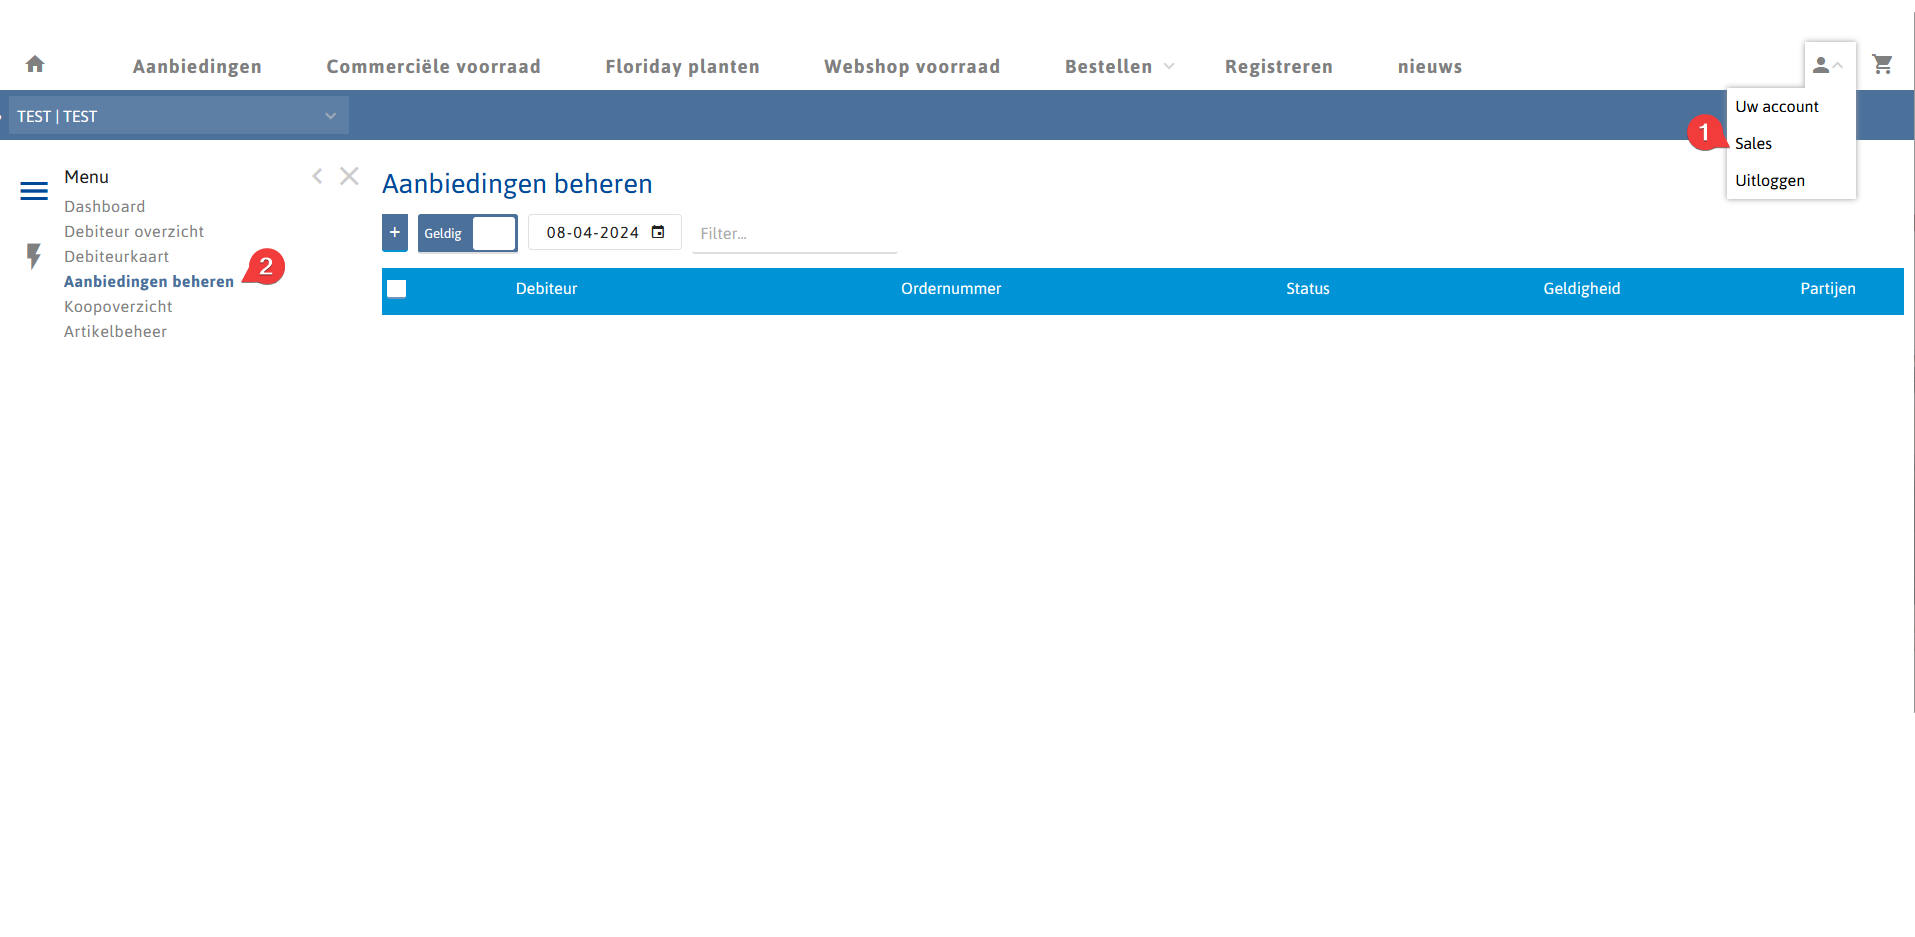 Aanbiedingen Commerciële voorraad Floriday planten Webshop voorraad Bestellen Registreren nieuws
TEST | TEST
Uw account
1
Sales
Uitloggen
Menu
Dashboard
Debiteur overzicht
Debiteurkaart
Aanbiedingen beheren
2
Koopoverzicht
Artikelbeheer
Aanbiedingen beheren
+ Geldig 08-04-2024 Filter...
Debiteur Ordernummer Status Geldigheid Partijen